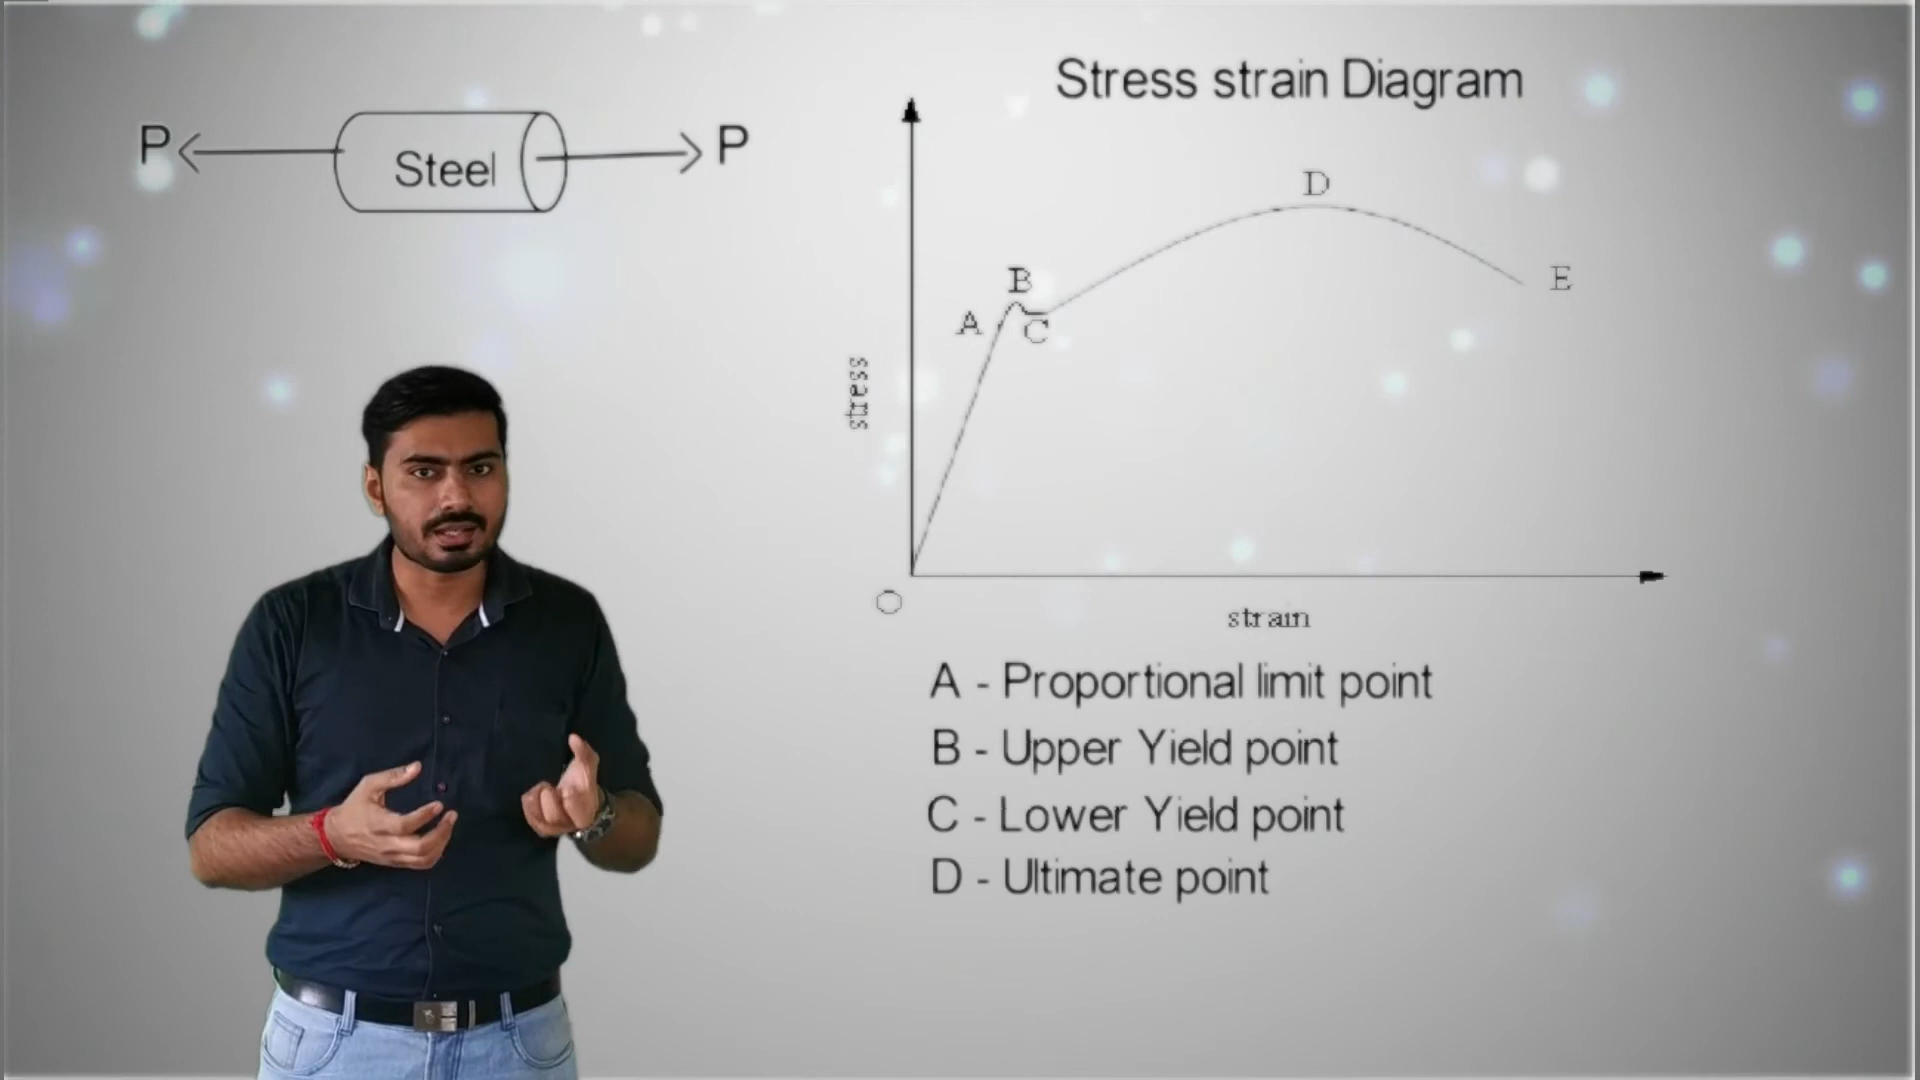 Stress strain Diagram
P
Steel
P
D
B
E
A
C
stress
O
strain
A - Proportional limit point
B - Upper Yield point
C - Lower Yield point
D - Ultimate point